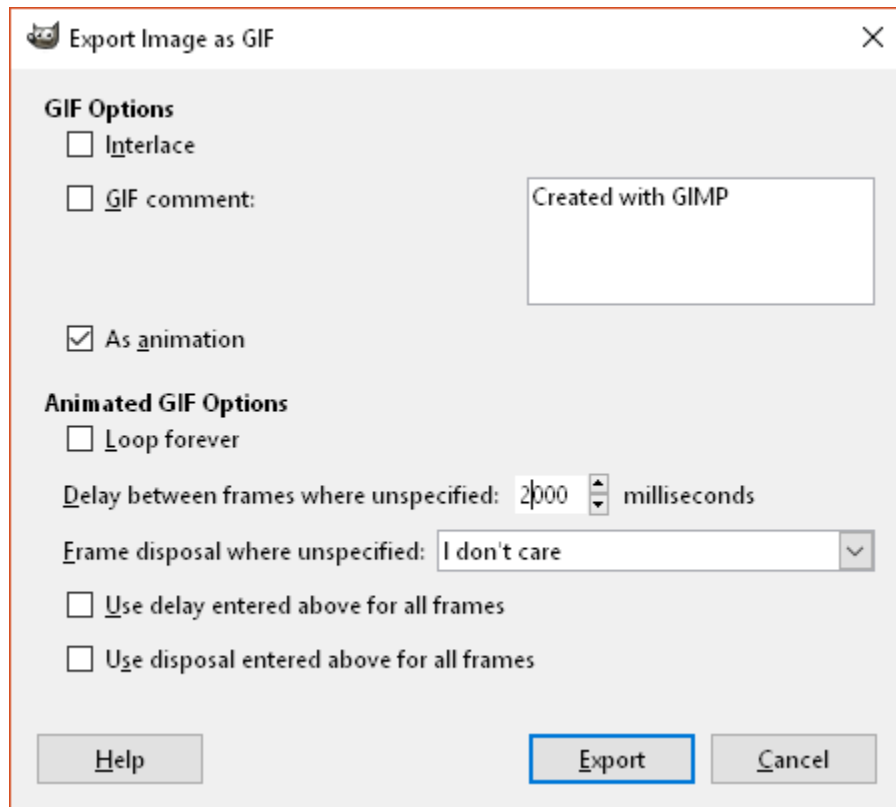 Export Image as GIF
GIF Options
Interlace
GIF comment:
Created with GIMP
As animation
Animated GIF Options
Loop forever
Delay between frames where unspecified: 2000 milliseconds
Frame disposal where unspecified: I don't care
Use delay entered above for all frames
Use disposal entered above for all frames
Help Export Cancel